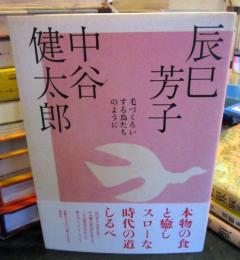 辰巳
芳子
中谷
健太郎
毛づくろい
する鳥たち
のように
本物の食
と癒し
スローな
時代の道
しるべ